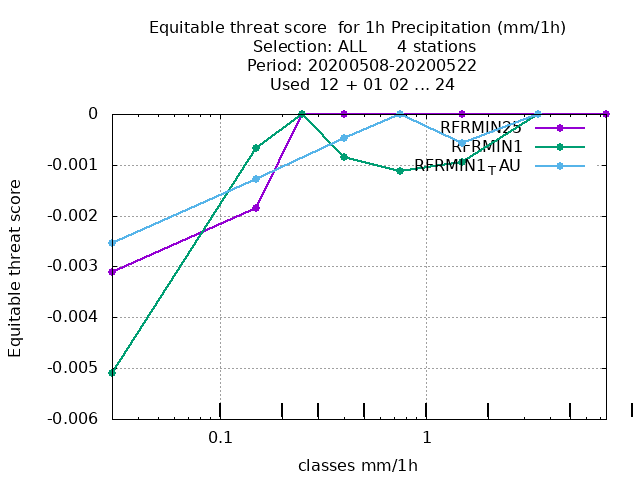 Equitable threat score  for 1h Precipitation (mm/1h)
Selection: ALL      4 stations
Period: 20200508-20200522
Used  12 + 01 02 ... 24
0
-0.001
-0.002
-0.003
-0.004
-0.005
-0.006
Equitable threat score
RFRMIN25
RFRMIN1
RFRMIN1TAU
0.1
1
classes mm/1h